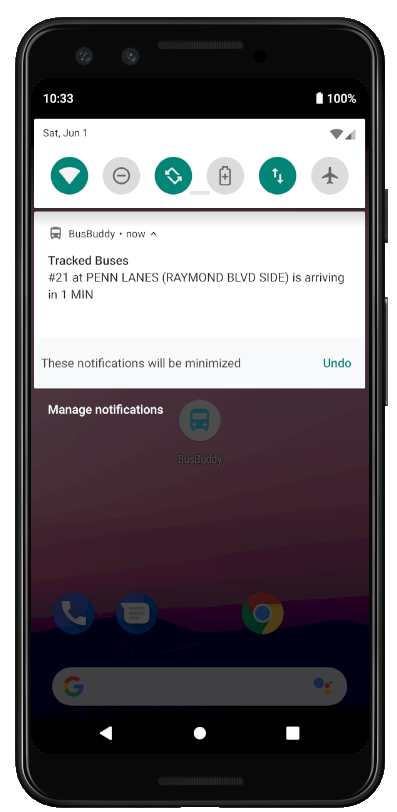 10:33
100%
Sat, Jun 1
BusBuddy • now
Tracked Buses
#21 at PENN LANES (RAYMOND BLVD SIDE) is arriving
in 1 MIN
These notifications will be minimized
Undo
Manage notifications
BusBuddy